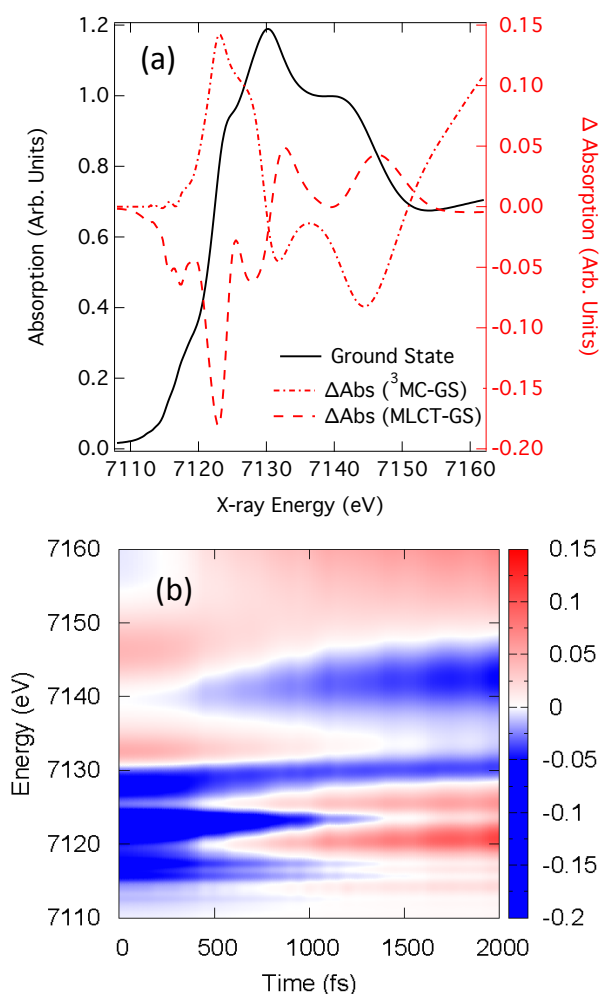 (a)
1.2
1.0
0.8
0.6
0.4
0.2
0.0
Absorption (Arb. Units)
0.15
0.10
0.05
0.00
-0.05
-0.10
-0.15
-0.20
Δ Absorption (Arb. Units)
Ground State
ΔAbs (³MC-GS)
ΔAbs (MLCT-GS)
7110 7120 7130 7140 7150 7160
X-ray Energy (eV)
(b)
7160
7150
7140
7130
7120
7110
Energy (eV)
0 500 1000 1500 2000
Time (fs)
0.15
0.1
0.05
0
-0.05
-0.1
-0.15
-0.2